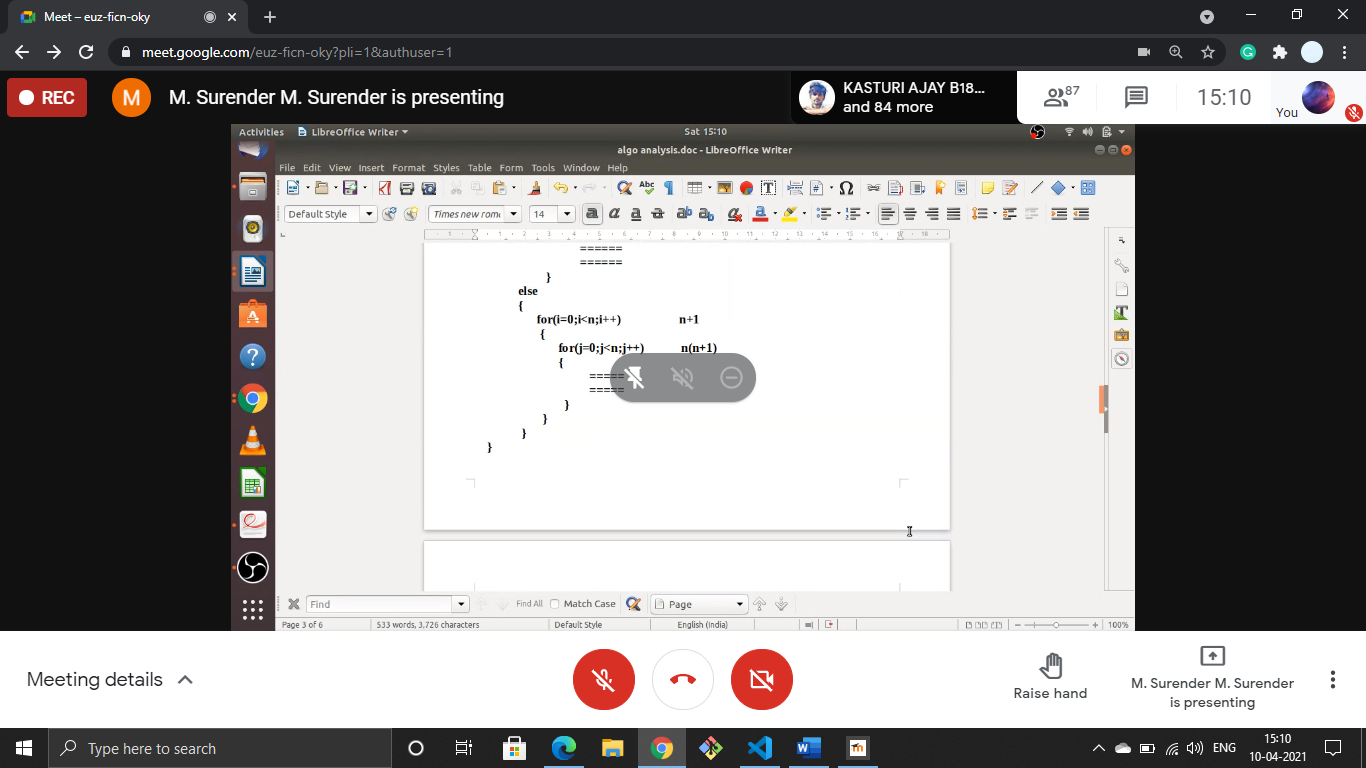 Meet – euz-ficn-oky
meet.google.com/euz-ficn-oky?pli=1&authuser=1
REC
M
M. Surender M. Surender is presenting
KASTURI AJAY B18...
and 84 more
87
15:10
You
Activities
LibreOffice Writer
Sat 15:10
algo analysis.doc - LibreOffice Writer
File Edit View Insert Format Styles Table Form Tools Window Help
Default Style
Times new rom
14
======
======
}
else
{
for(i=0;i<n;i++) n+1
{
for(j=0;j<n;j++) n(n+1)
{
=====
=====
}
}
}
}
Find
Find All
Match Case
Page
Page 3 of 6
533 words, 3,726 characters
Default Style
English (India)
100%
Meeting details
Raise hand
M. Surender M. Surender
is presenting
Type here to search
ENG
15:10
10-04-2021